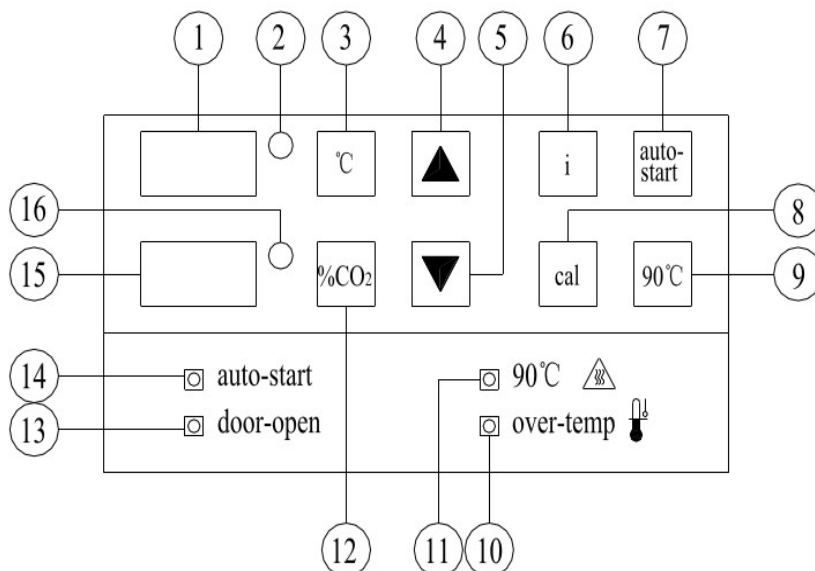 1 2 3 4 5 6 7
℃ i auto-
start
16 8
15 %CO₂ cal 90℃ 9
14 auto-start 90℃
13 door-open over-temp
12 11 10